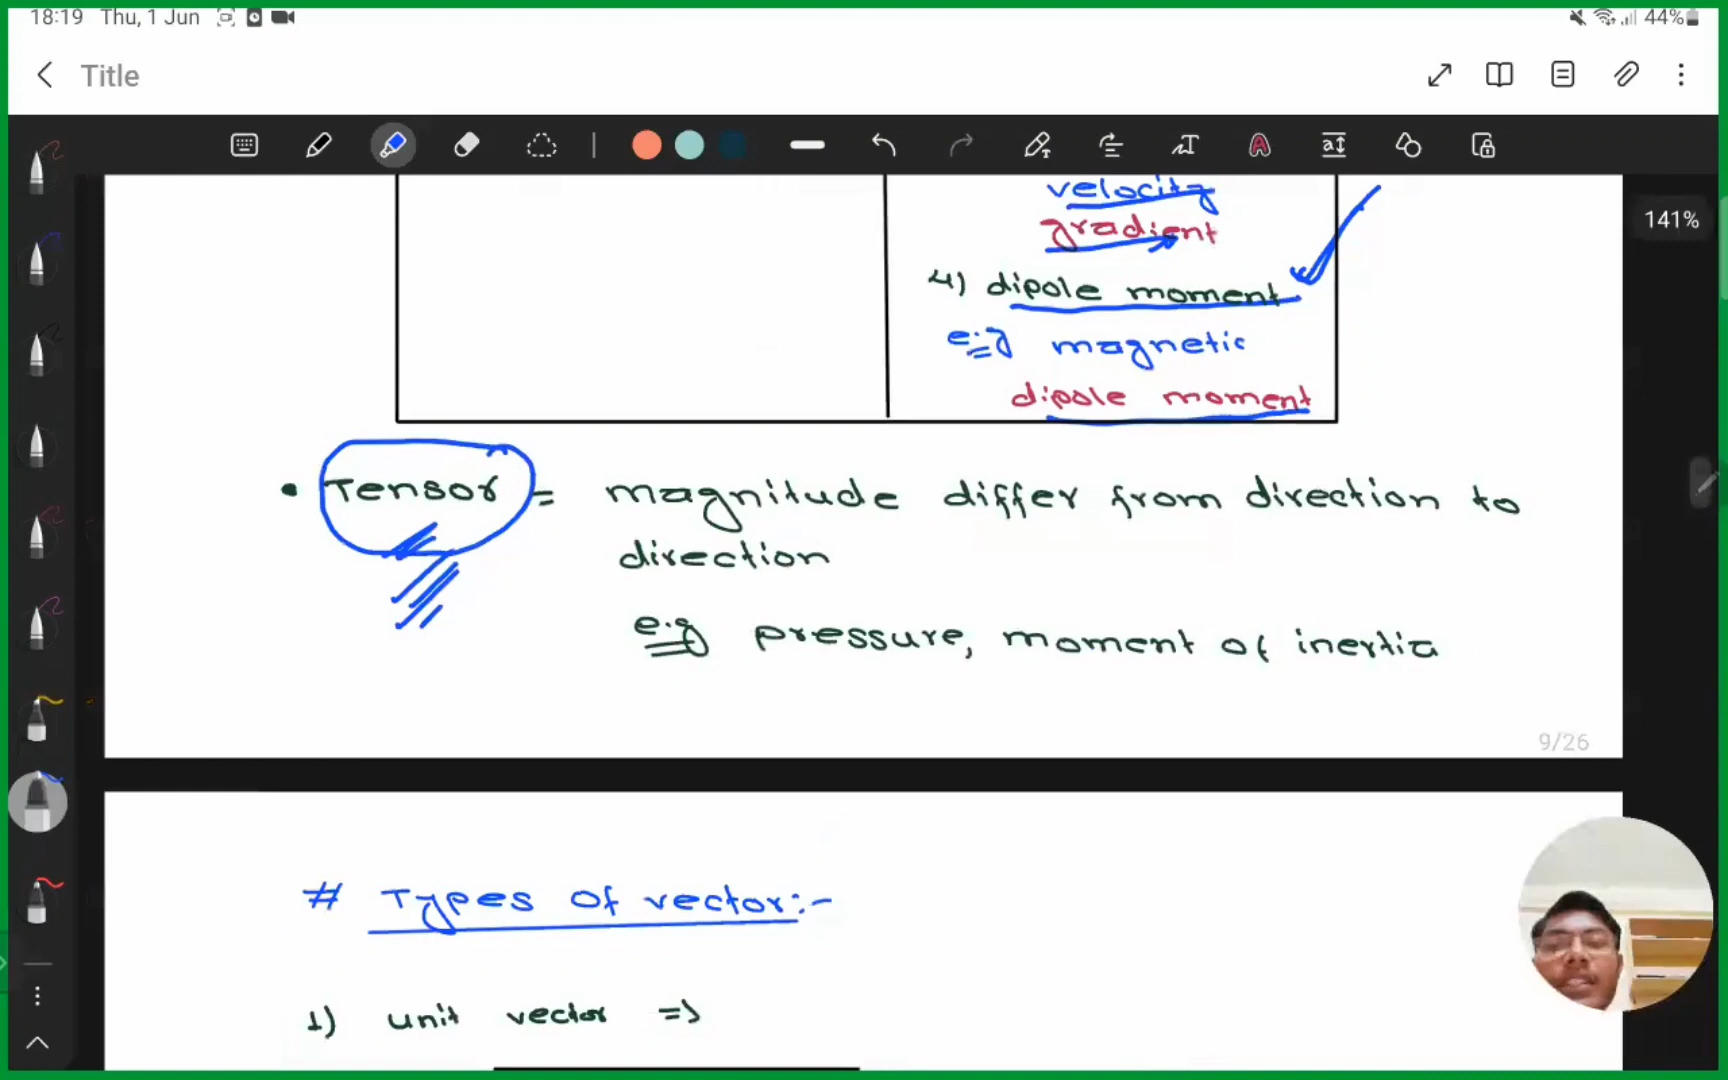 18:19 Thu, 1 Jun
44%
Title
141%
velocity
gradient
4) dipole moment
e.g magnetic
dipole moment
• Tensor = magnitude differ from direction to
direction
e.g pressure, moment of inertia
9/26
# Types of vector:-
1) unit vector =>